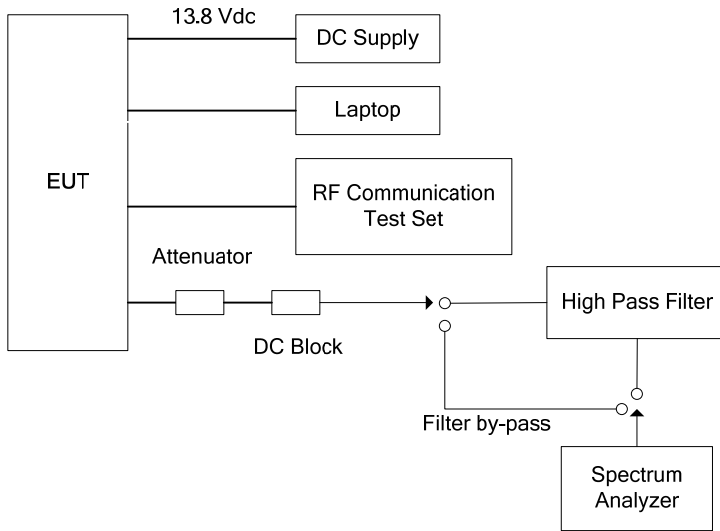 13.8 Vdc
DC Supply
Laptop
EUT
RF Communication
Test Set
Attenuator
High Pass Filter
DC Block
Filter by-pass
Spectrum
Analyzer